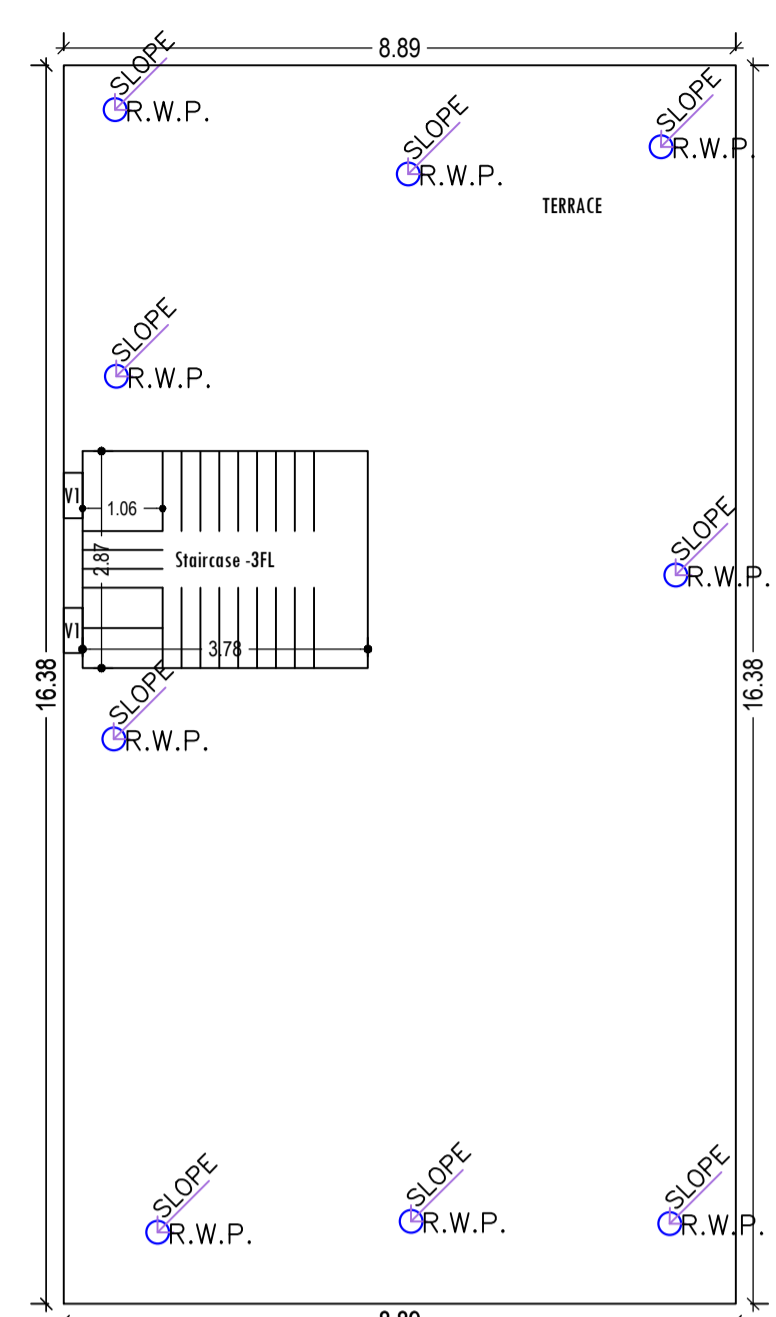 8.89
SLOPE
R.W.P.
SLOPE
R.W.P.
SLOPE
R.W.P.
TERRACE
SLOPE
R.W.P.
V1
1.06
2.87
Staircase -3FL
SLOPE
R.W.P.
V1
3.78
16.38
16.38
SLOPE
R.W.P.
SLOPE
R.W.P.
SLOPE
R.W.P.
SLOPE
R.W.P.